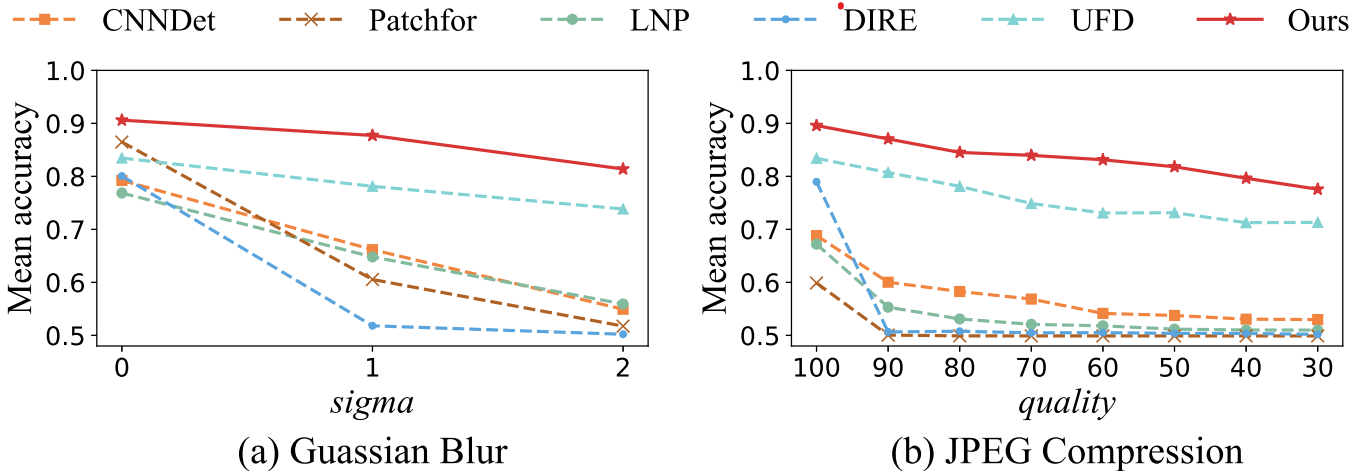 CNNDet Patchfor LNP DIRE UFD Ours
Mean accuracy
1.0
0.9
0.8
0.7
0.6
0.5
0 1 2
sigma
(a) Guassian Blur
Mean accuracy
1.0
0.9
0.8
0.7
0.6
0.5
100 90 80 70 60 50 40 30
quality
(b) JPEG Compression